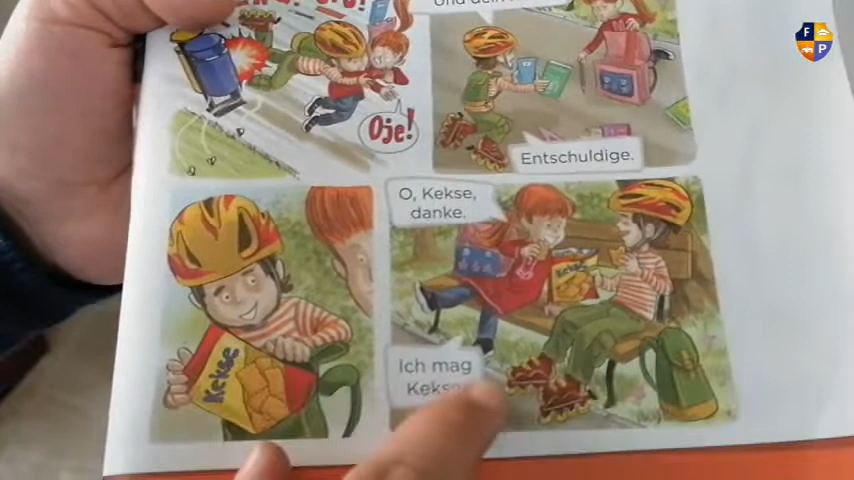 Oje!
Entschuldige.
O, Kekse,
danke.
Kekse
Kekse
Ich mag
F
P